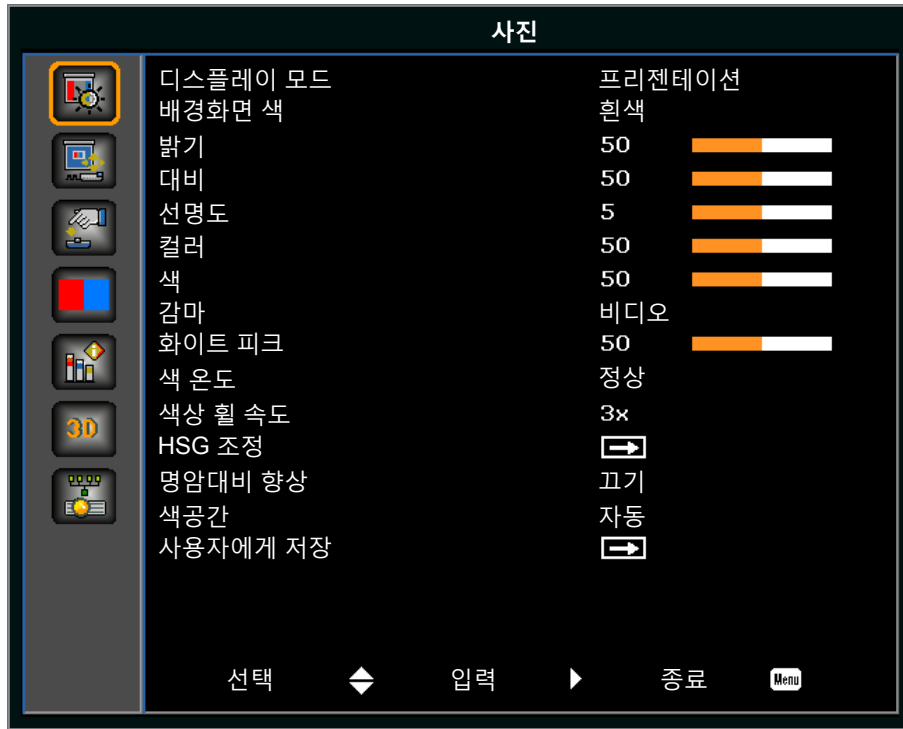 사진
디스플레이 모드 프리젠테이션
배경화면 색 흰색
밝기 50
대비 50
선명도 5
컬러 50
색 50
감마 비디오
화이트 피크 50
색 온도 정상
색상 휠 속도 3x
HSG 조정
명암대비 향상 끄기
색공간 자동
사용자에게 저장
3D
선택 입력 종료 Menu